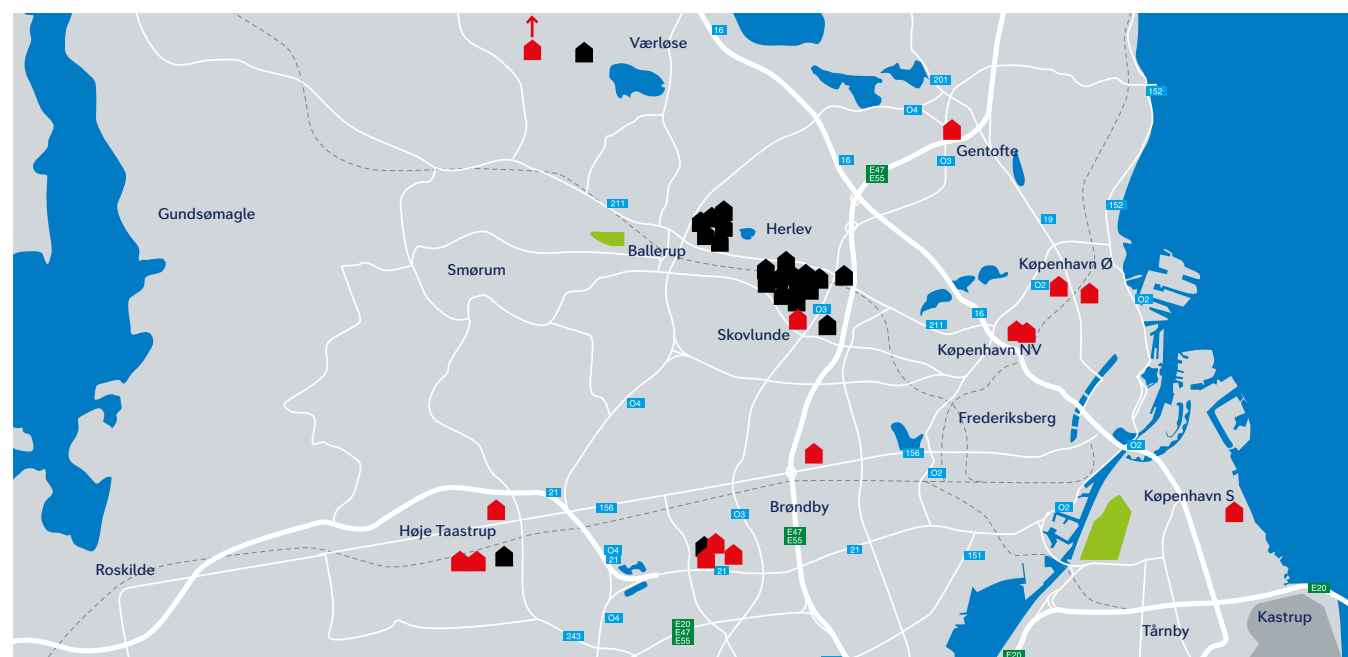 16
Værløse
201
152
O4
Gentofte
16
O3
E47
E55
211
152
Gundsømagle
19
Herlev
Ballerup
Smørum
København Ø
O2
O2
O3
16
211
Skovlunde
København NV
O4
Frederiksberg
O2
156
O2
21
København S
156
Brøndby
O2
O3
Høje Taastrup
E47
E55
O4
21
21
151
Roskilde
21
E20
O4
Kastrup
E20
E47
E55
Tårnby
243
E20